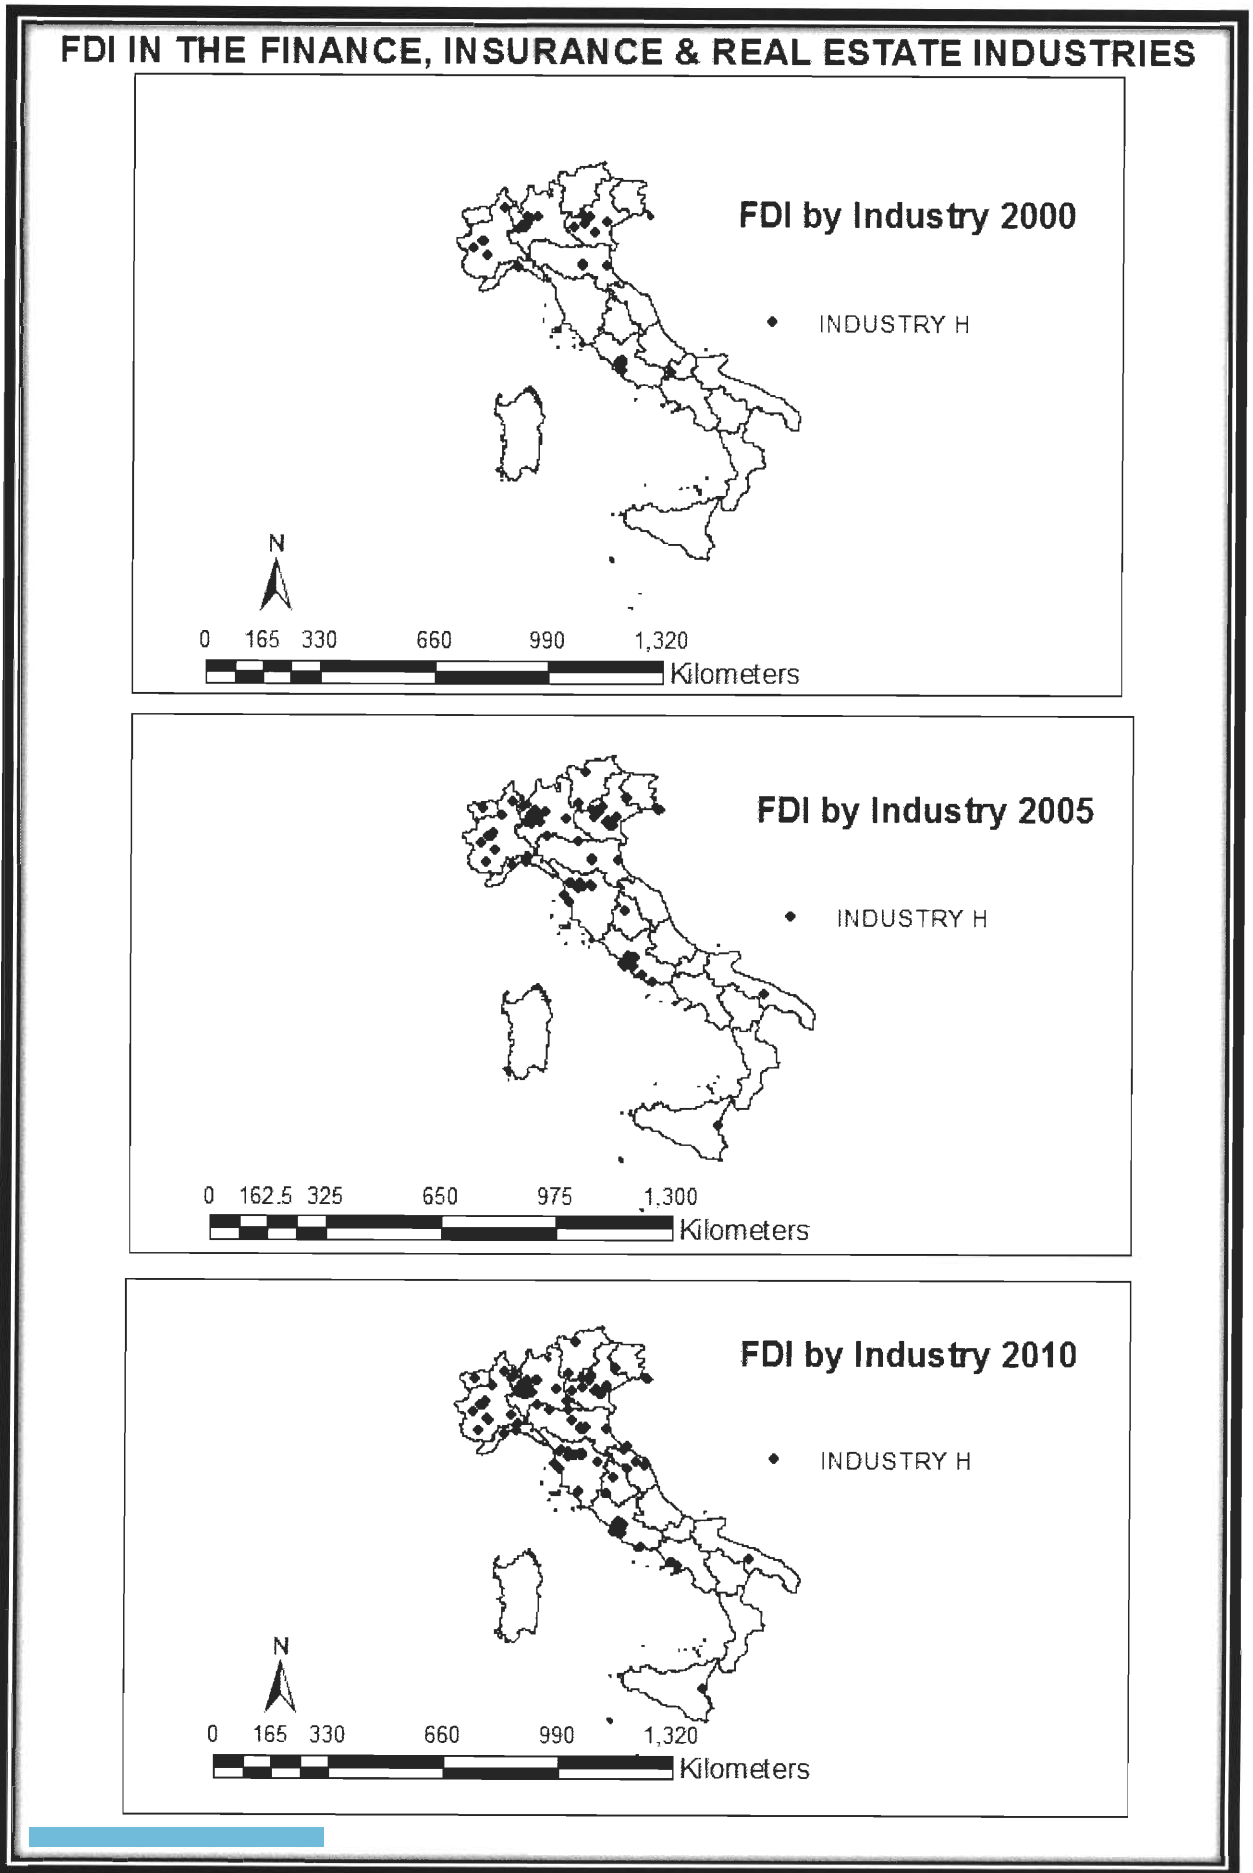 FDI IN THE FINANCE, INSURANCE & REAL ESTATE INDUSTRIES
FDI by Industry 2000
INDUSTRY H
N
0 165 330 660 990 1,320
Kilometers
FDI by Industry 2005
INDUSTRY H
0 162.5 325 650 975 1,300
Kilometers
FDI by Industry 2010
INDUSTRY H
N
0 165 330 660 990 1,320
Kilometers